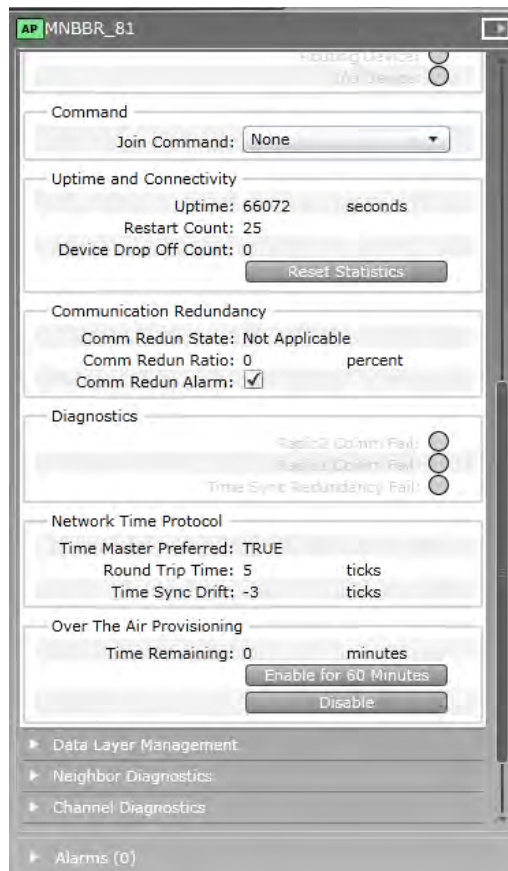 AP MNBBR_81
Routing Device:
I/O Device:
Command
Join Command: None
Uptime and Connectivity
Uptime: 66072 seconds
Restart Count: 25
Device Drop Off Count: 0
Reset Statistics
Communication Redundancy
Comm Redun State: Not Applicable
Comm Redun Ratio: 0 percent
Comm Redun Alarm:
Diagnostics
Radio2 Comm Fail:
Comm Fail:
Time Sync Redundancy Fail:
Network Time Protocol
Time Master Preferred: TRUE
Round Trip Time: 5 ticks
Time Sync Drift: -3 ticks
Over The Air Provisioning
Time Remaining: 0 minutes
Enable for 60 Minutes
Disable
Data Layer Management
Neighbor Diagnostics
Channel Diagnostics
Alarms (0)